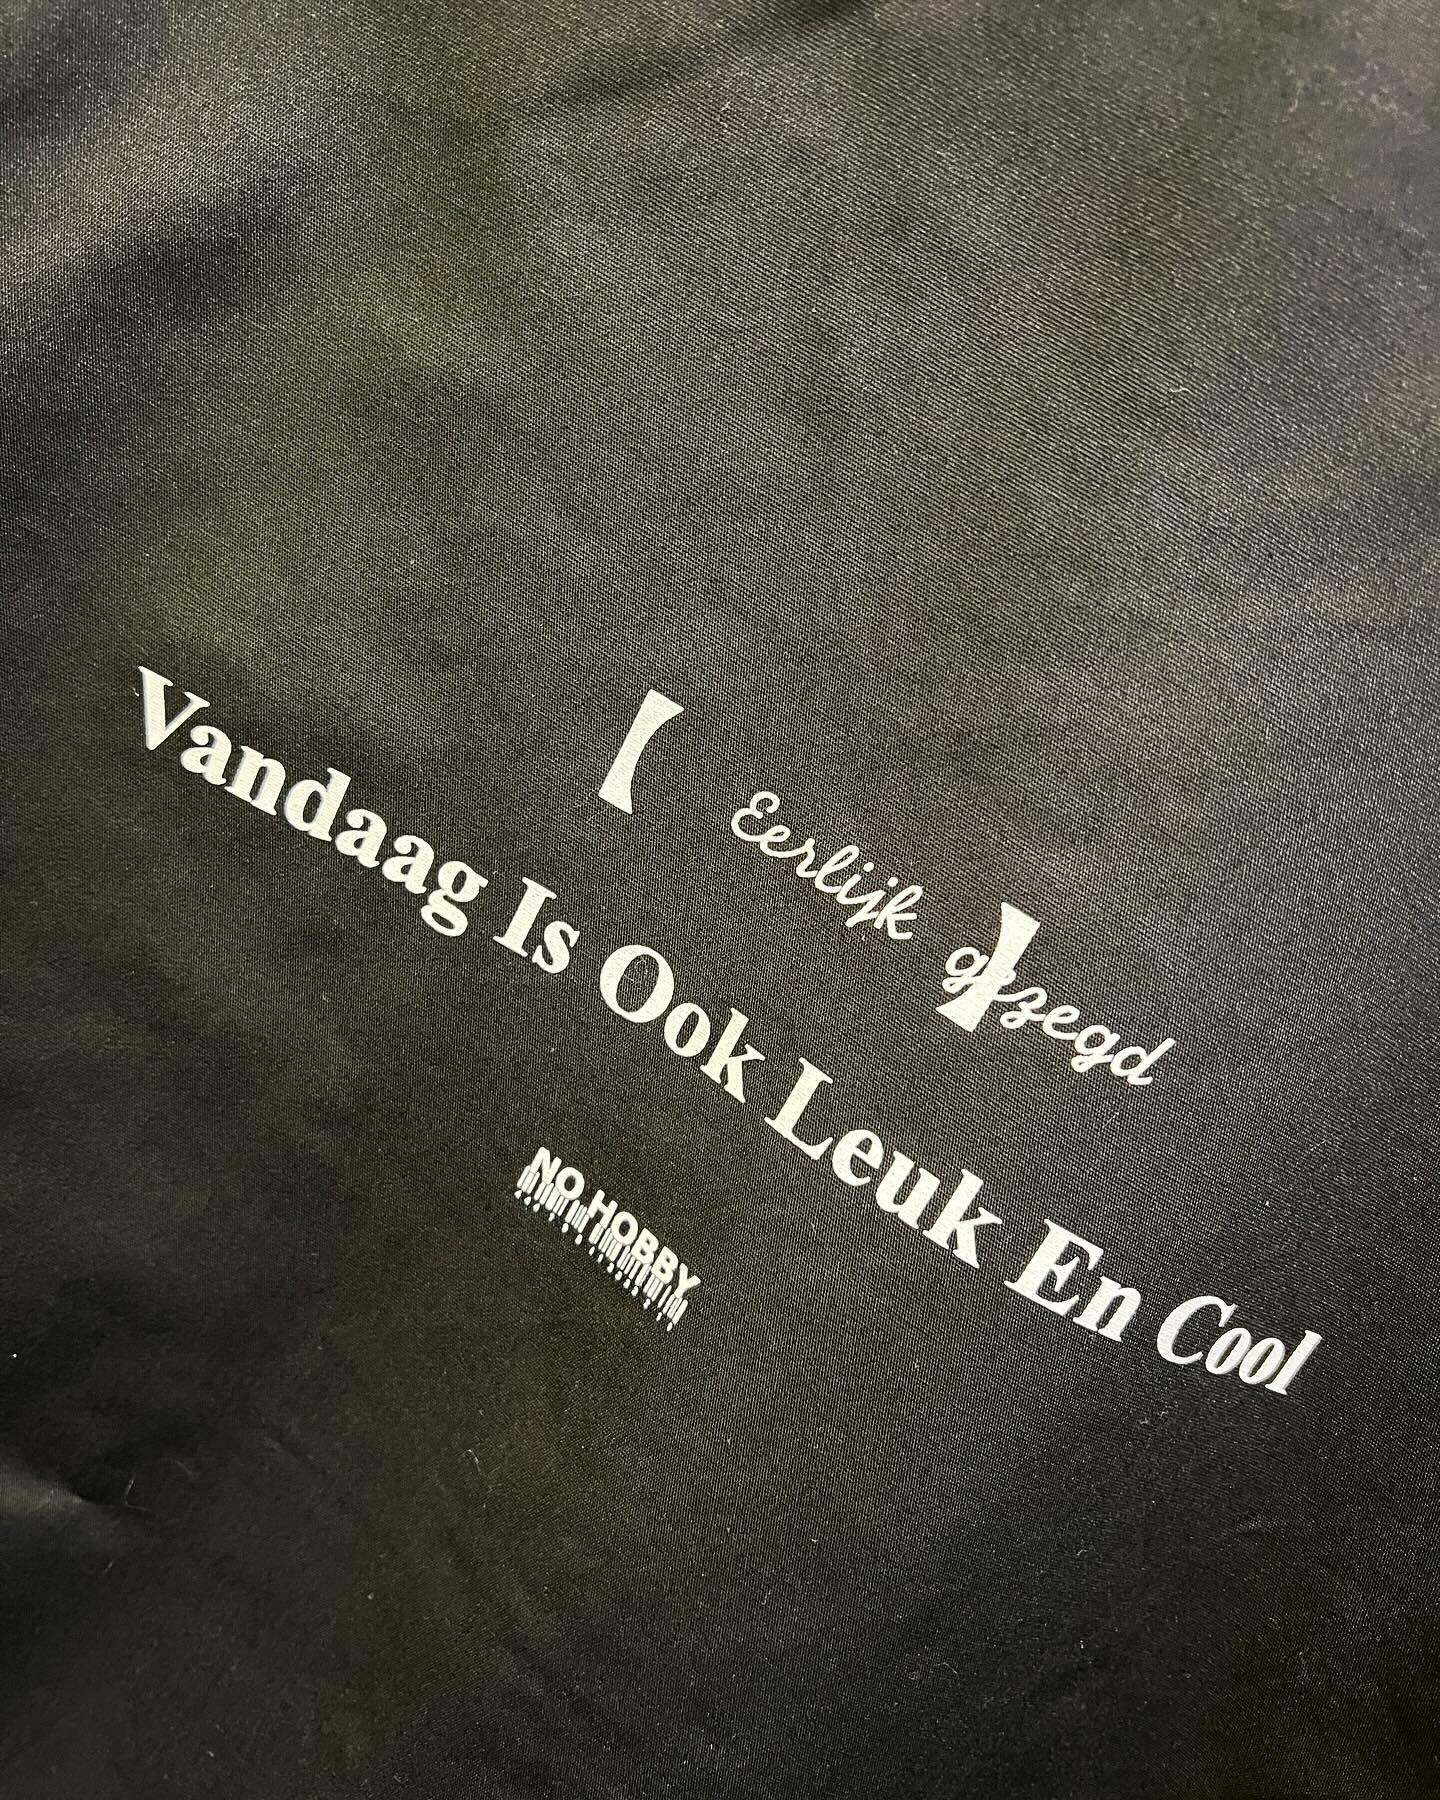 【 Eerlijk gezegd 】
Vandaag Is Ook Leuk En Cool
NO HOBBY